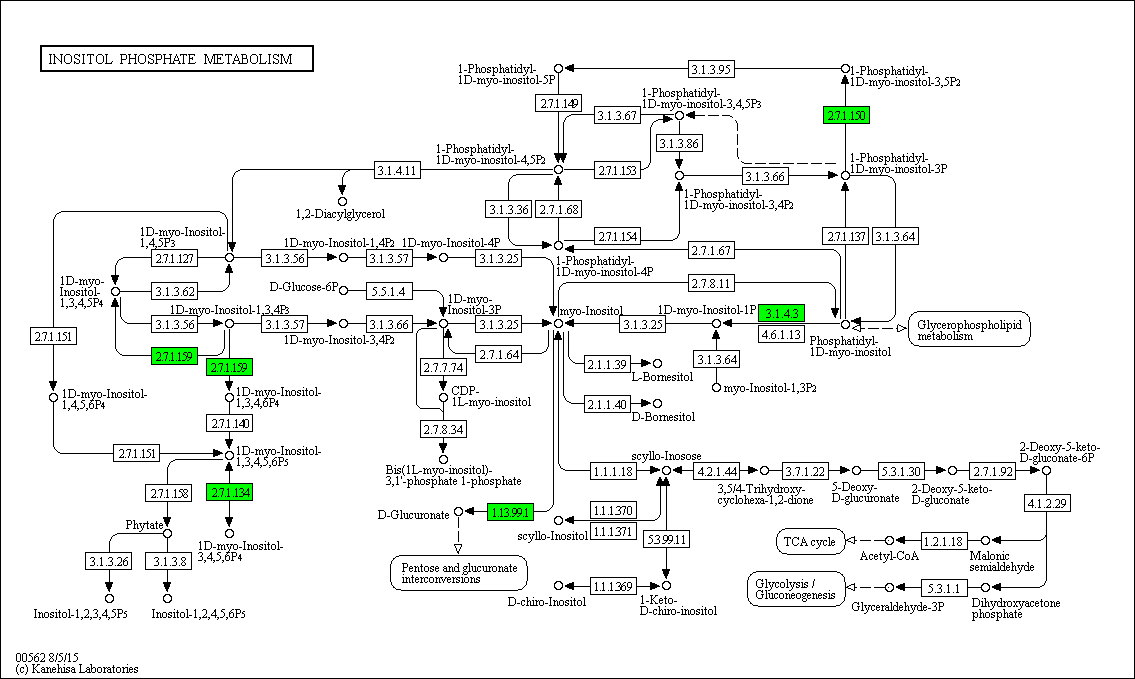 INOSITOL PHOSPHATE METABOLISM
1-Phosphatidyl-
1D-myo-inositol-5P
3.1.3.95
1-Phosphatidyl-
1D-myo-inositol-3,5P2
2.7.1.149
1-Phosphatidyl-
1D-myo-inositol-3,4,5P3
3.1.3.67
2.7.1.150
3.1.3.86
1-Phosphatidyl-
1D-myo-inositol-4,5P2
3.1.4.11
2.7.1.153
3.1.3.66
1-Phosphatidyl-
1D-myo-inositol-3P
1,2-Diacylglycerol
3.1.3.36
2.7.1.68
1-Phosphatidyl-
1D-myo-inositol-3,4P2
2.7.1.154
2.7.1.137
3.1.3.64
1D-myo-Inositol-
1,4,5P3
1D-myo-Inositol-1,4P2
1D-myo-Inositol-4P
2.7.1.67
2.7.1.127
3.1.3.56
3.1.3.57
3.1.3.25
1-Phosphatidyl-
1D-myo-inositol-4P
1D-myo-
Inositol-
1,3,4,5P4
3.1.3.62
D-Glucose-6P
5.5.1.4
2.7.8.11
1D-myo-Inositol-1,3,4P3
1D-myo-
Inositol-3P
myo-Inositol
1D-myo-Inositol-1P
3.1.4.3
3.1.3.56
3.1.3.57
3.1.3.66
3.1.3.25
3.1.3.25
4.6.1.13
Glycerophospholipid
metabolism
2.7.1.151
1D-myo-Inositol-3,4P2
Phosphatidyl-
1D-myo-inositol
2.7.1.159
2.7.1.159
2.7.7.74
2.7.1.64
2.1.1.39
3.1.3.64
L-Bornesitol
1D-myo-Inositol-
1,4,5,6P4
1D-myo-Inositol-
1,3,4,6P4
CDP-
1L-myo-inositol
myo-Inositol-1,3P2
2.1.1.40
D-Bornesitol
2.7.1.140
2.7.8.34
2.7.1.151
1D-myo-Inositol-
1,3,4,5,6P5
Bis(1L-myo-inositol)-
3,1'-phosphate 1-phosphate
scyllo-Inosose
2-Deoxy-5-keto-
D-gluconate-6P
1.1.1.18
4.2.1.44
3.7.1.22
5.3.1.30
2.7.1.92
3,5/4-Trihydroxy-
cyclohexa-1,2-dione
5-Deoxy-
D-glucuronate
2-Deoxy-5-keto-
D-gluconate
2.7.1.158
2.7.1.134
4.1.2.29
D-Glucuronate
1.13.99.1
1.1.1.370
1.1.1.371
scyllo-Inositol
Phytate
5.3.99.11
1D-myo-Inositol-
3,4,5,6P4
TCA cycle
Acetyl-CoA
1.2.1.18
Malonic
semialdehyde
3.1.3.26
3.1.3.8
Pentose and glucuronate
interconversions
1.1.1.369
Glycolysis /
Gluconeogenesis
5.3.1.1
Inositol-1,2,3,4,5P5
Inositol-1,2,4,5,6P5
D-chiro-Inositol
1-Keto-
D-chiro-inositol
Glyceraldehyde-3P
Dihydroxyacetone
phosphate
00562 8/5/15
(c) Kanehisa Laboratories